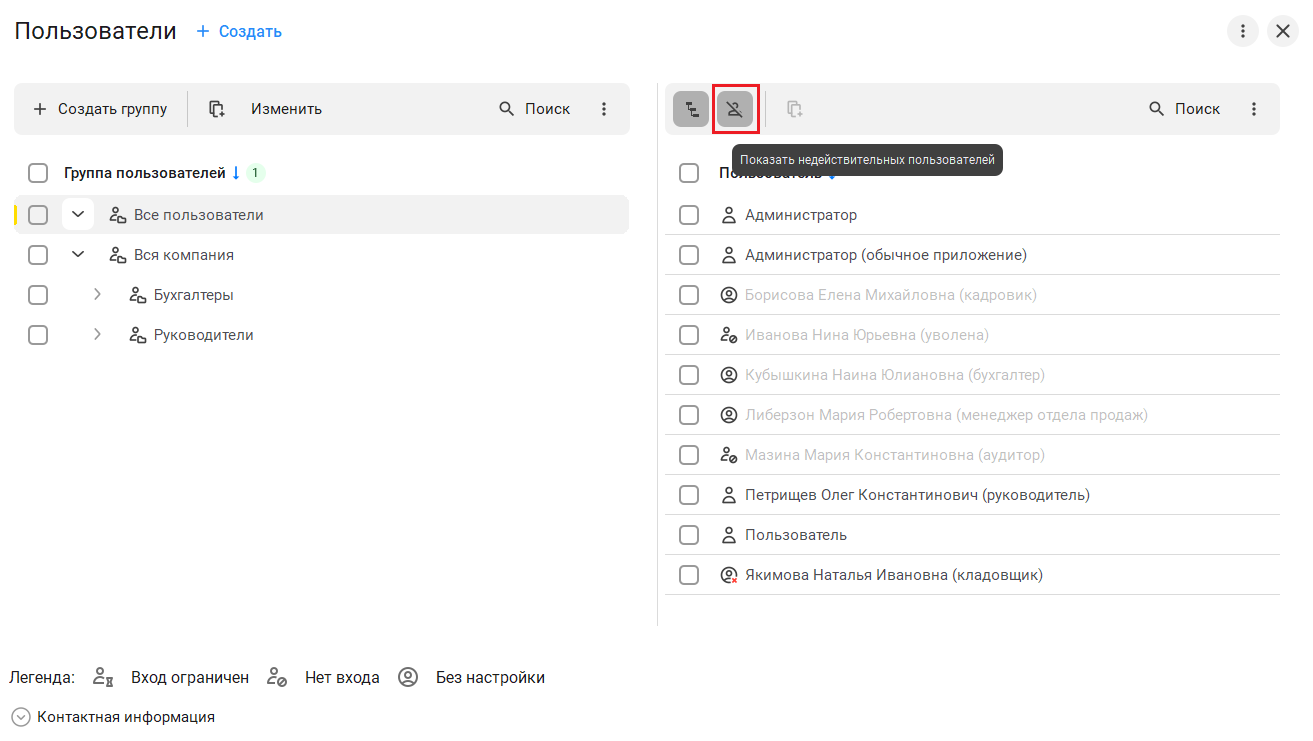 Пользователи + Создать
+ Создать группу Изменить Поиск
Поиск
Показать недействительных пользователей
Группа пользователей ↓ 1
Все пользователи
Вся компания
Бухгалтеры
Руководители
Пользователь
Администратор
Администратор (обычное приложение)
Борисова Елена Михайловна (кадровик)
Иванова Нина Юрьевна (уволена)
Кубышкина Наина Юлиановна (бухгалтер)
Либерзон Мария Робертовна (менеджер отдела продаж)
Мазина Мария Константиновна (аудитор)
Петрищев Олег Константинович (руководитель)
Пользователь
Якимова Наталья Ивановна (кладовщик)
Легенда: Вход ограничен Нет входа Без настройки
Контактная информация